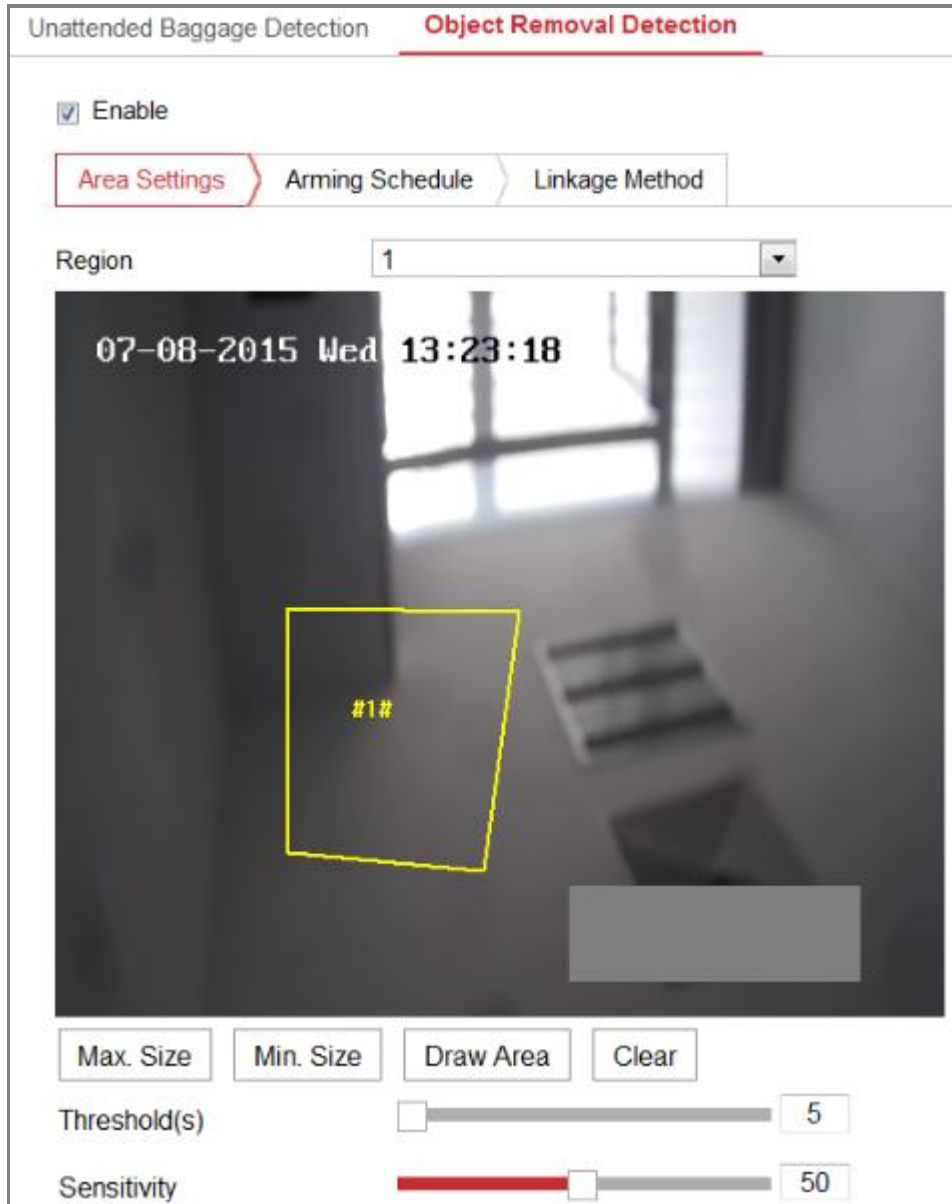 Unattended Baggage Detection Object Removal Detection
Enable
Area Settings Arming Schedule Linkage Method
Region 1
07-08-2015 Wed 13:23:18
#1#
Max. Size Min. Size Draw Area Clear
Threshold(s) 5
Sensitivity 50